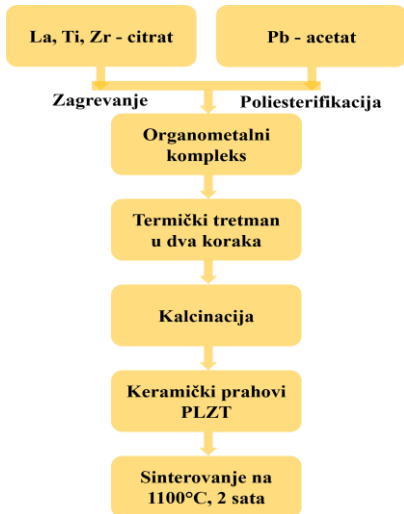 La, Ti, Zr - citrat
Pb - acetat
Zagrevanje
Poliesterifikacija
Organometalni
kompleks
Termički tretman
u dva koraka
Kalcinacija
Keramički prahovi
PLZT
Sinterovanje na
1100°C, 2 sata